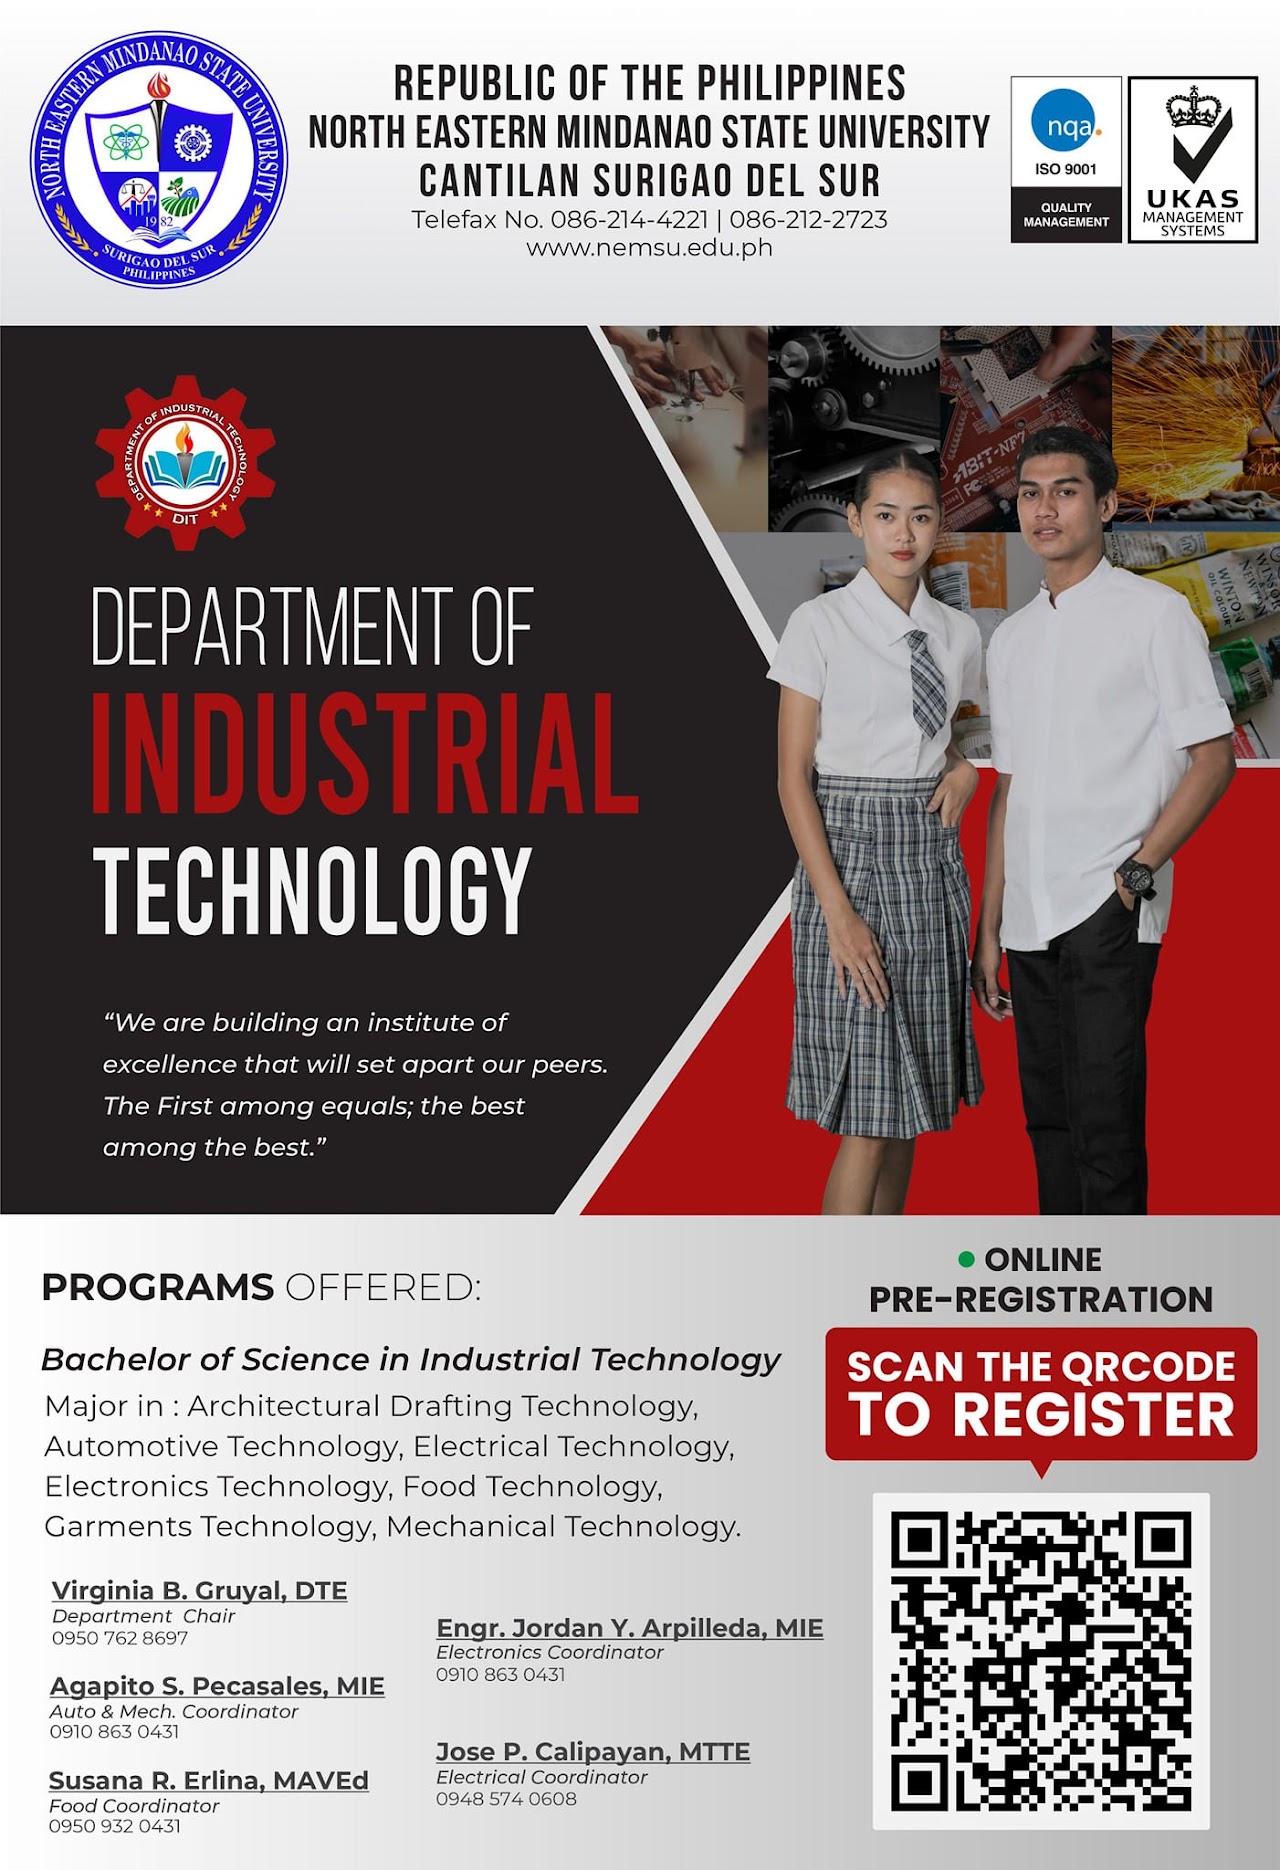 NORTH EASTERN MINDANAO STATE UNIVERSITY
1982
SURIGAO DEL SUR
PHILIPPINES
REPUBLIC OF THE PHILIPPINES
NORTH EASTERN MINDANAO STATE UNIVERSITY
CANTILAN SURIGAO DEL SUR
Telefax No. 086-214-4221 | 086-212-2723
www.nemsu.edu.ph
nqa.
ISO 9001
QUALITY
MANAGEMENT
UKAS
MANAGEMENT
SYSTEMS
DEPARTMENT OF INDUSTRIAL TECHNOLOGY
DIT
ABIT-NF7
WINTON
OIL COLOUR
WINSOR
NEWTON
DEPARTMENT OF
INDUSTRIAL
TECHNOLOGY
“We are building an institute of
excellence that will set apart our peers.
The First among equals; the best
among the best.”
PROGRAMS OFFERED:
Bachelor of Science in Industrial Technology
Major in : Architectural Drafting Technology,
Automotive Technology, Electrical Technology,
Electronics Technology, Food Technology,
Garments Technology, Mechanical Technology.
Virginia B. Gruyal, DTE
Department Chair
0950 762 8697
Agapito S. Pecasales, MIE
Auto & Mech. Coordinator
0910 863 0431
Susana R. Erlina, MAVEd
Food Coordinator
0950 932 0431
Engr. Jordan Y. Arpilleda, MIE
Electronics Coordinator
0910 863 0431
Jose P. Calipayan, MTTE
Electrical Coordinator
0948 574 0608
• ONLINE
PRE-REGISTRATION
SCAN THE QRCODE
TO REGISTER